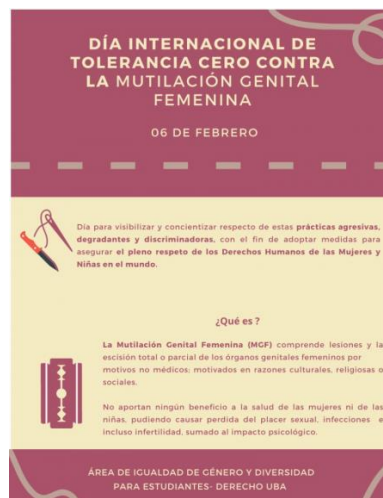 DÍA INTERNACIONAL DE
TOLERANCIA CERO CONTRA
LA MUTILACIÓN GENITAL
FEMENINA
06 DE FEBRERO
Día para visibilizar y concientizar respecto de estas prácticas agresivas,
degradantes y discriminadoras, con el fin de adoptar medidas para
asegurar el pleno respeto de los Derechos Humanos de las Mujeres y
Niñas en el mundo.
¿Qué es ?
La Mutilación Genital Femenina (MGF) comprende lesiones y la
escisión total o parcial de los órganos genitales femeninos por
motivos no médicos; motivados en razones culturales, religiosas o
sociales.
No aportan ningún beneficio a la salud de las mujeres ni de las
niñas, pudiendo causar perdida del placer sexual, infecciones e
incluso infertilidad, sumado al impacto psicológico.
ÁREA DE IGUALDAD DE GÉNERO Y DIVERSIDAD
PARA ESTUDIANTES- DERECHO UBA